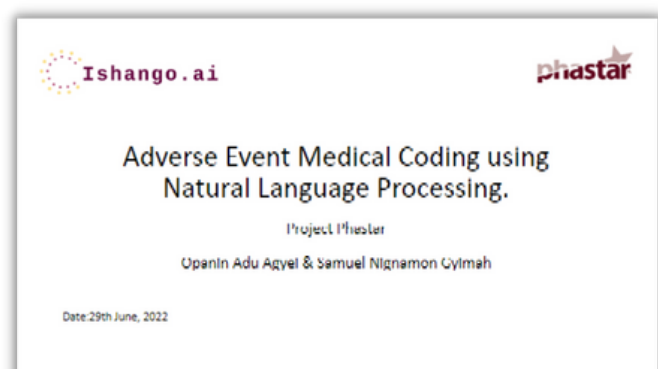 Ishango.ai
phastar
Adverse Event Medical Coding using
Natural Language Processing.
Project Phastar
Opanin Adu Agyei & Samuel Nignamon Gyimah
Date:29th June, 2022